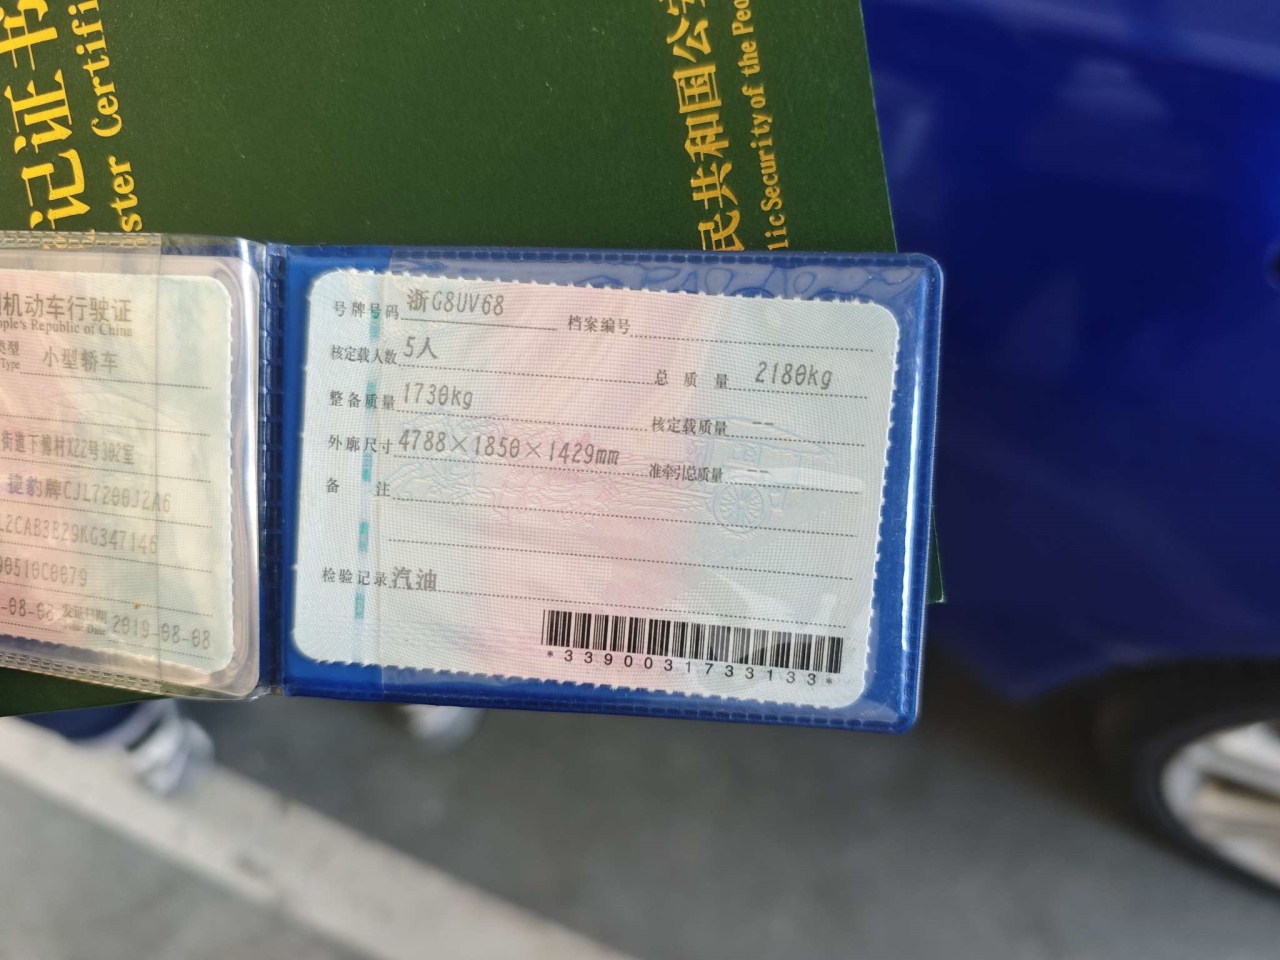 记证书
ster Certifi
民共和国公安
lic Security of the Peo
机动车行驶证
ople's Republic of China
类型 小型轿车
Type
街道下傅村X22号302室
捷豹牌CJL7200J2A6
L2CAB3B29KG347146
90510C0079
-08-08 发证日期 2019-08-08
号牌号码 浙G8UV68 档案编号
核定载人数 5人 总质量 2180kg
整备质量 1730kg 核定载质量 --
外廓尺寸 4788×1850×1429mm 准牵引总质量 --
备注
检验记录 汽油
*3390031733133*